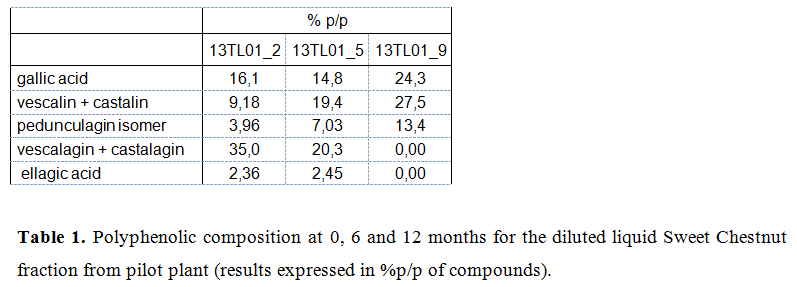 % p/p
13TL01_2 13TL01_5 13TL01_9
gallic acid 16,1 14,8 24,3
vescalin + castalin 9,18 19,4 27,5
pedunculagin isomer 3,96 7,03 13,4
vescalagin + castalagin 35,0 20,3 0,00
ellagic acid 2,36 2,45 0,00
Table 1. Polyphenolic composition at 0, 6 and 12 months for the diluted liquid Sweet Chestnut
fraction from pilot plant (results expressed in %p/p of compounds).